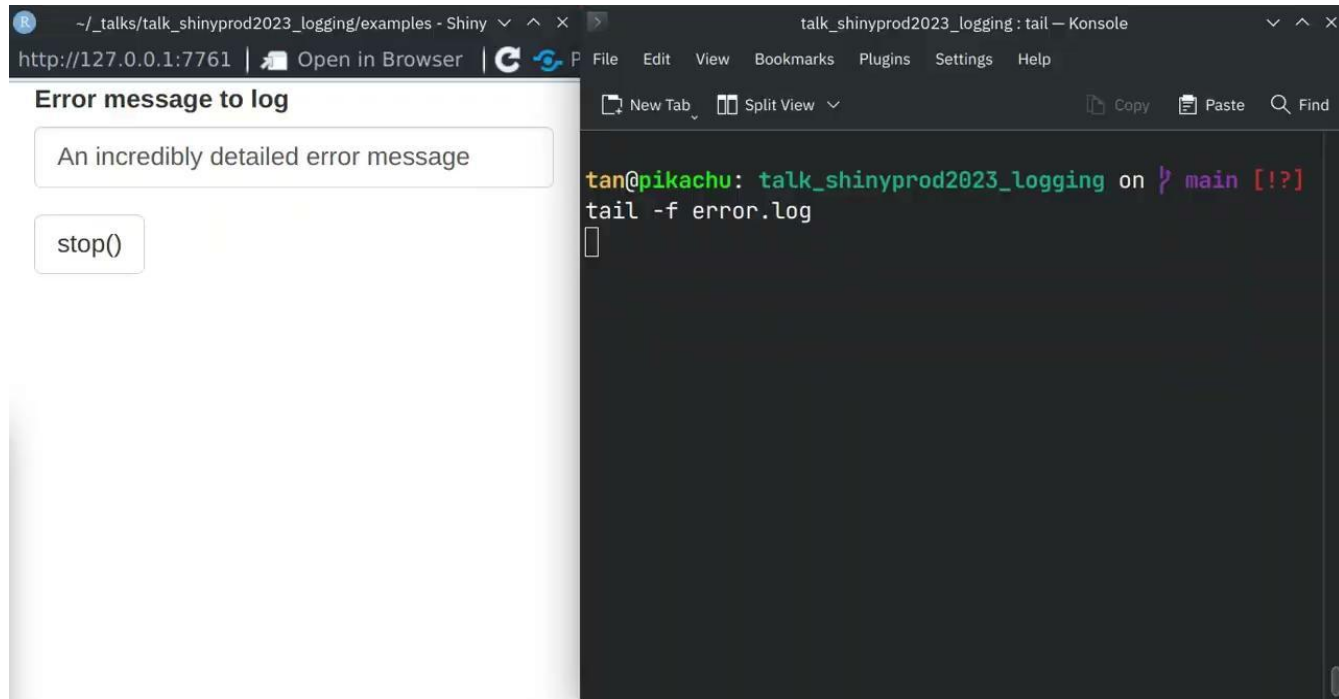 R
~/_talks/talk_shinyprod2023_logging/examples - Shiny
http://127.0.0.1:7761
Open in Browser
P
Error message to log
An incredibly detailed error message
stop()
talk_shinyprod2023_logging : tail — Konsole
File Edit View Bookmarks Plugins Settings Help
New Tab Split View Copy Paste Find
tan@pikachu: talk_shinyprod2023_logging on main [!?]
tail -f error.log